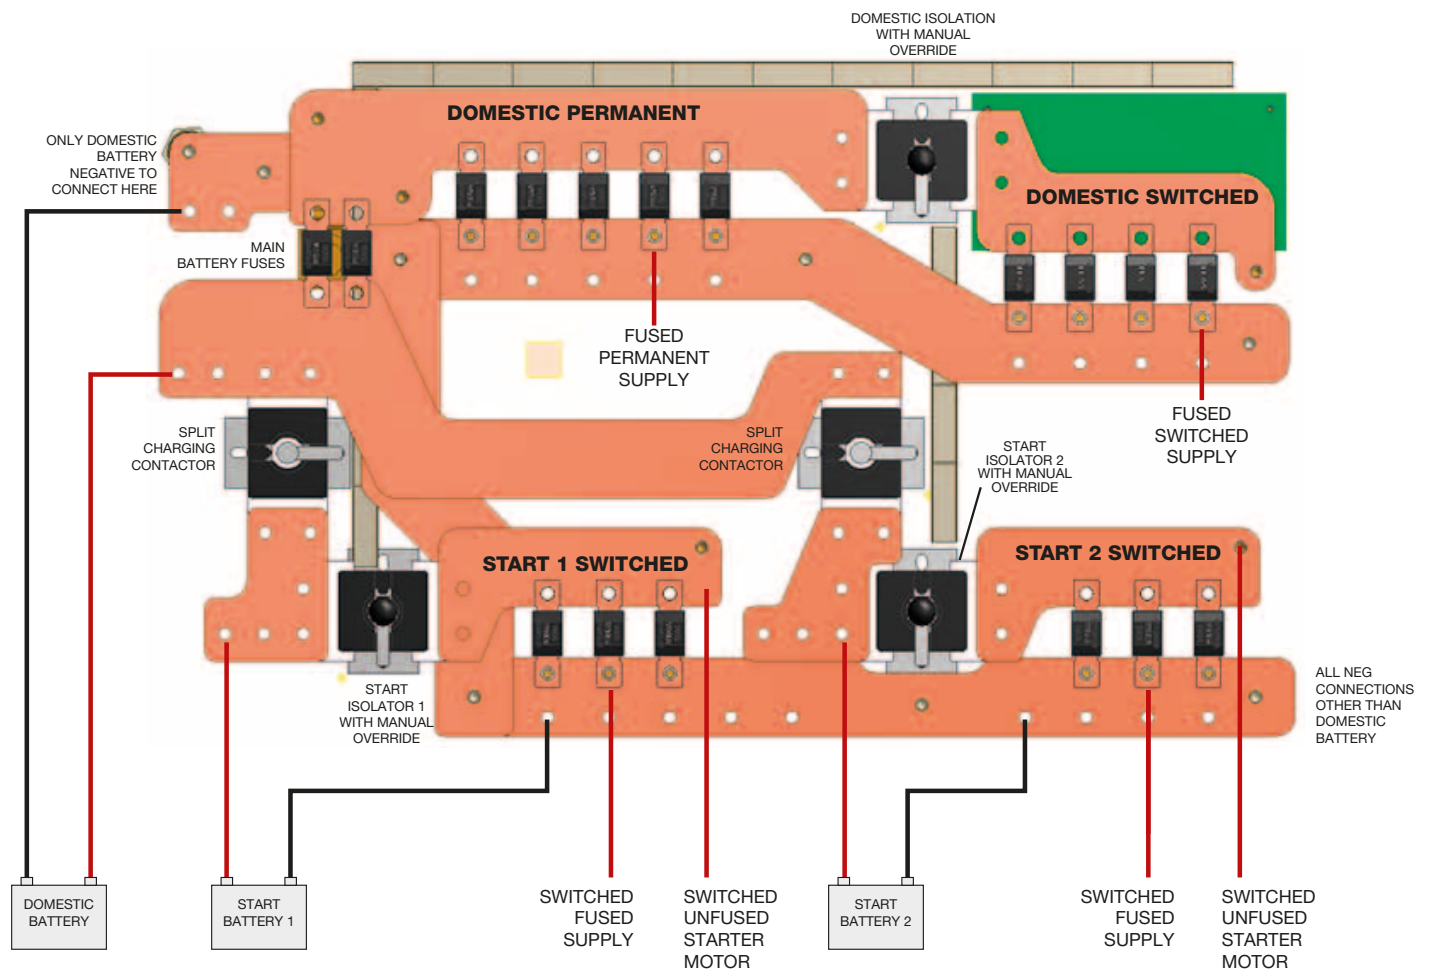 DOMESTIC ISOLATION
WITH MANUAL
OVERRIDE
DOMESTIC PERMANENT
ONLY DOMESTIC
BATTERY
NEGATIVE TO
CONNECT HERE
DOMESTIC SWITCHED
MAIN
BATTERY FUSES
FUSED
PERMANENT
SUPPLY
FUSED
SWITCHED
SUPPLY
SPLIT
CHARGING
CONTACTOR
SPLIT
CHARGING
CONTACTOR
START
ISOLATOR 2
WITH MANUAL
OVERRIDE
START 1 SWITCHED
START 2 SWITCHED
START
ISOLATOR 1
WITH MANUAL
OVERRIDE
ALL NEG
CONNECTIONS
OTHER THAN
DOMESTIC
BATTERY
DOMESTIC
BATTERY
START
BATTERY 1
SWITCHED
FUSED
SUPPLY
SWITCHED
UNFUSED
STARTER
MOTOR
START
BATTERY 2
SWITCHED
FUSED
SUPPLY
SWITCHED
UNFUSED
STARTER
MOTOR